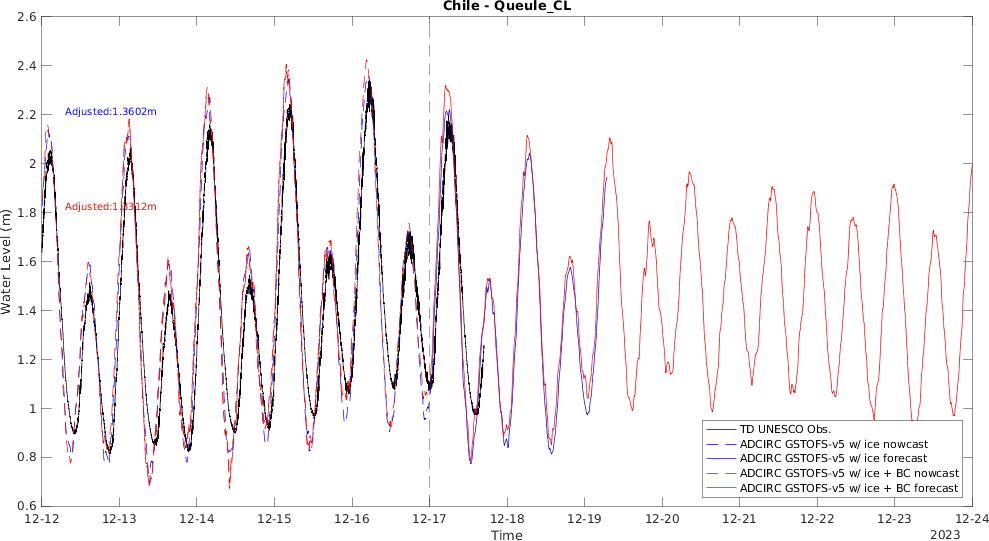 Chile - Queule_CL
2.6
2.4
2.2
2
1.8
1.6
1.4
1.2
1
0.8
0.6
Water Level (m)
Adjusted:1.3602m
Adjusted:1.3312m
TD UNESCO Obs.
ADCIRC GSTOFS-v5 w/ ice nowcast
ADCIRC GSTOFS-v5 w/ ice forecast
ADCIRC GSTOFS-v5 w/ ice + BC nowcast
ADCIRC GSTOFS-v5 w/ ice + BC forecast
12-12 12-13 12-14 12-15 12-16 12-17 12-18 12-19 12-20 12-21 12-22 12-23 12-24
Time
2023